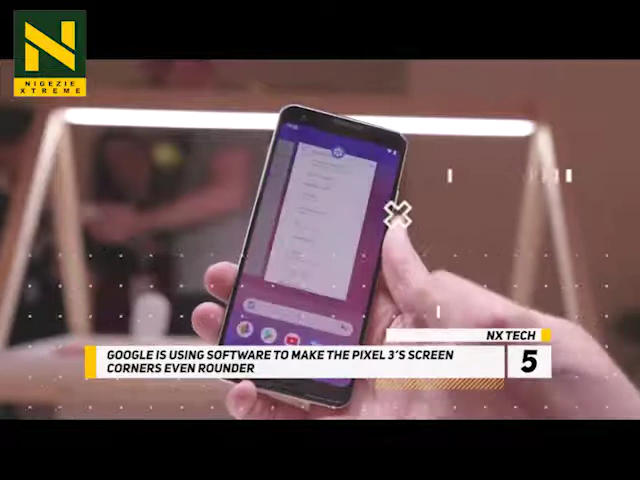 N
NIGEZIE
XTREME
NX TECH
GOOGLE IS USING SOFTWARE TO MAKE THE PIXEL 3'S SCREEN
CORNERS EVEN ROUNDER
5